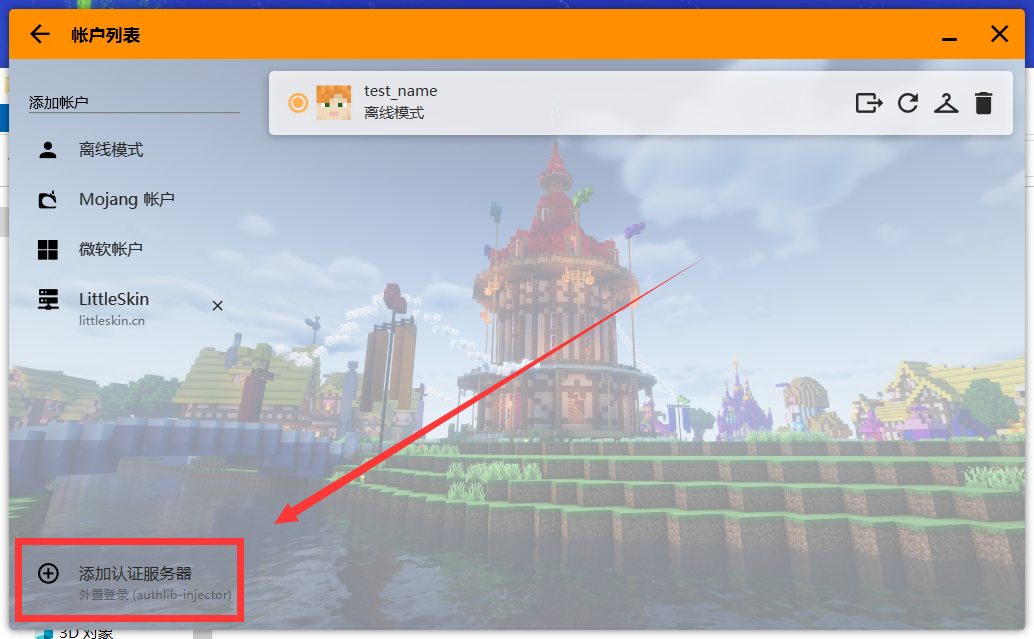 帐户列表
添加帐户
离线模式
Mojang 帐户
微软帐户
LittleSkin
littleskin.cn
test_name
离线模式
添加认证服务器
外置登录 (authlib-injector)
3D 对象